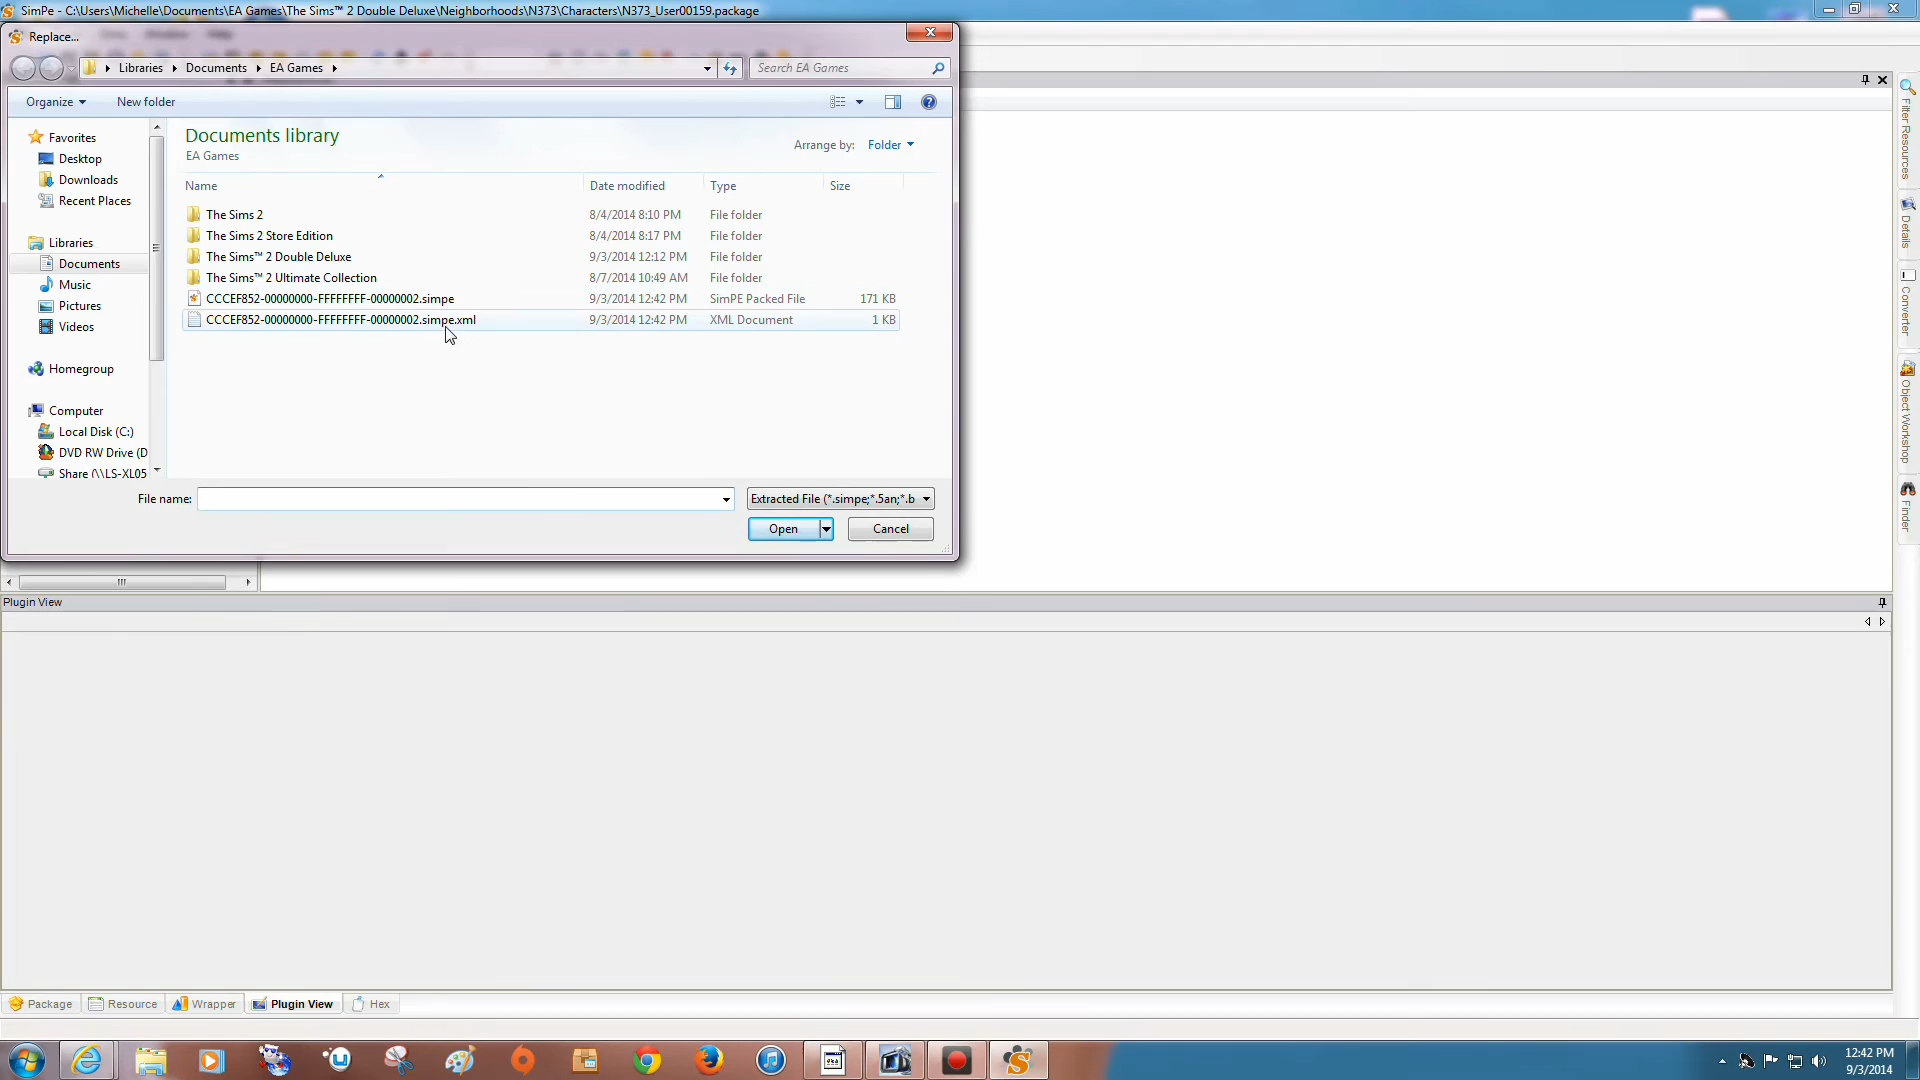 SimPe - C:\Users\Michelle\Documents\EA Games\The Sims™ 2 Double Deluxe\Neighborhoods\N373\Characters\N373_User00159.package
Replace...
Window Help
Libraries Documents EA Games
Search EA Games
Organize New folder
Favorites
Desktop
Downloads
Recent Places
Libraries
Documents
Music
Pictures
Videos
Homegroup
Computer
Local Disk (C:)
DVD RW Drive (D
Share (\\LS-XL05
Documents library
EA Games
Arrange by: Folder
Name Date modified Type Size
The Sims 2 8/4/2014 8:10 PM File folder
The Sims 2 Store Edition 8/4/2014 8:17 PM File folder
The Sims™ 2 Double Deluxe 9/3/2014 12:12 PM File folder
The Sims™ 2 Ultimate Collection 8/7/2014 10:49 AM File folder
CCCEF852-00000000-FFFFFFFF-00000002.simpe 9/3/2014 12:42 PM SimPE Packed File 171 KB
CCCEF852-00000000-FFFFFFFF-00000002.simpe.xml 9/3/2014 12:42 PM XML Document 1 KB
File name:
Extracted File (*.simpe;*.5an;*.b
Open Cancel
Filter Resources
Details
Converter
Object Workshop
Finder
Plugin View
Package Resource Wrapper Plugin View Hex
12:42 PM
9/3/2014